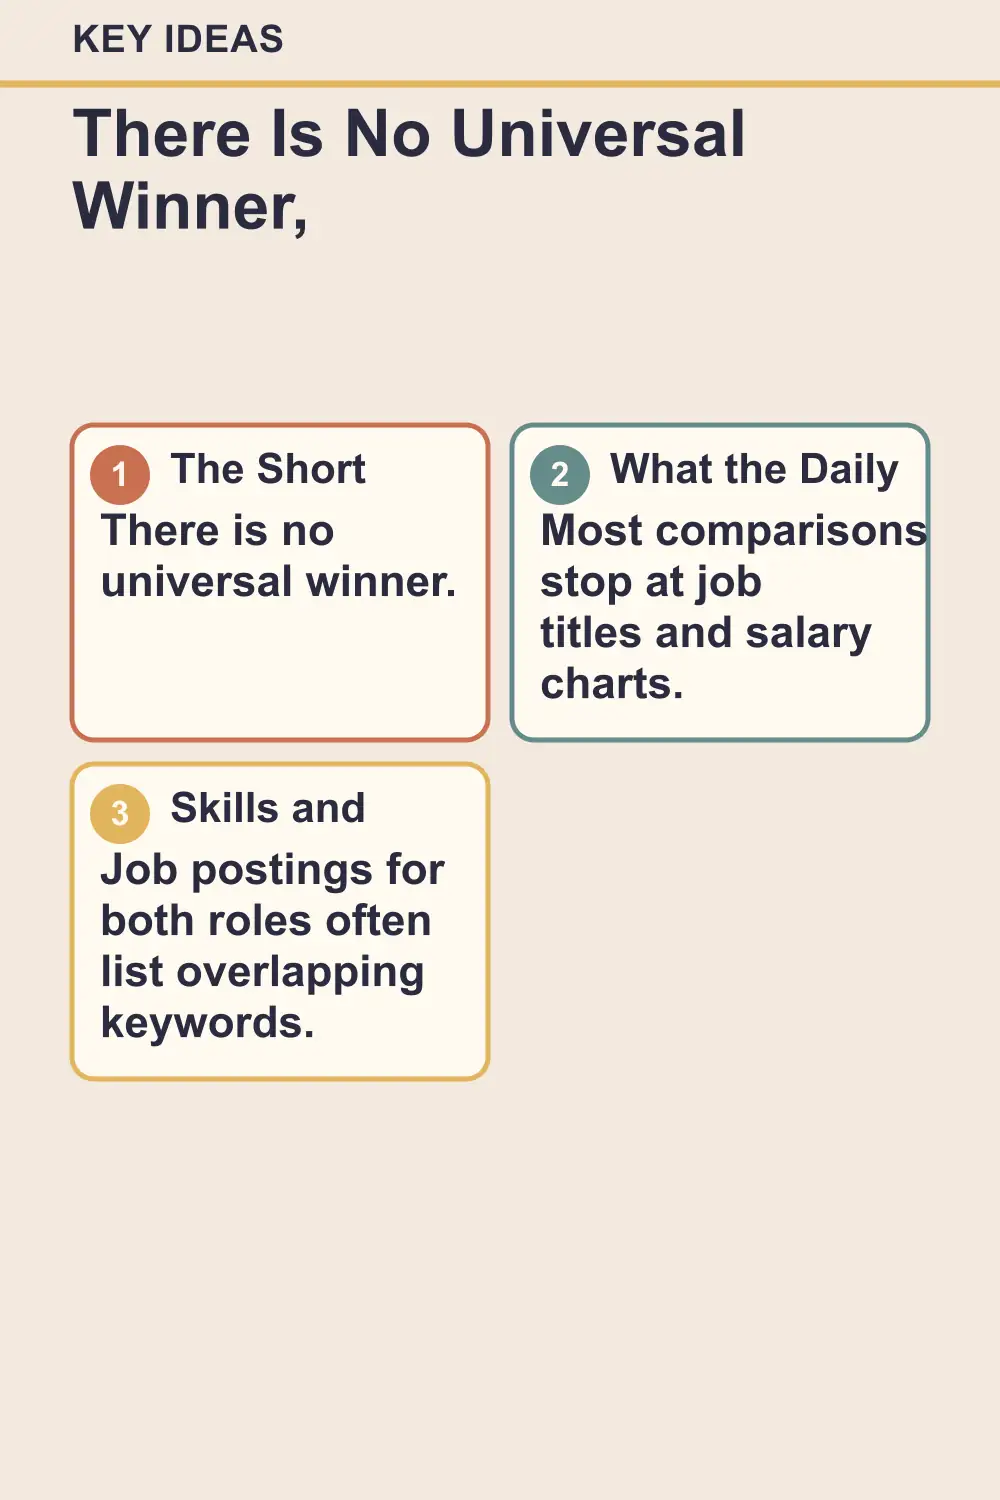 KEY IDEAS
There Is No Universal
Winner,
1 The Short
There is no
universal winner.
2 What the Daily
Most comparisons
stop at job
titles and salary
charts.
3 Skills and
Job postings for
both roles often
list overlapping
keywords.